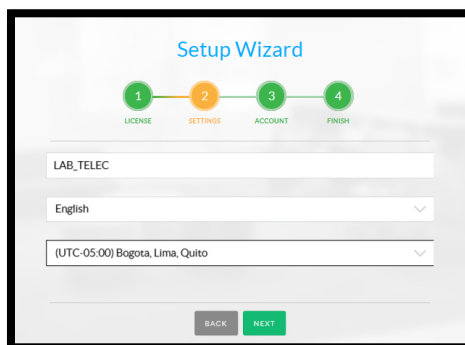 Setup Wizard
1 2 3 4
LICENSE SETTINGS ACCOUNT FINISH
LAB_TELEC
English
(UTC-05:00) Bogota, Lima, Quito
BACK NEXT